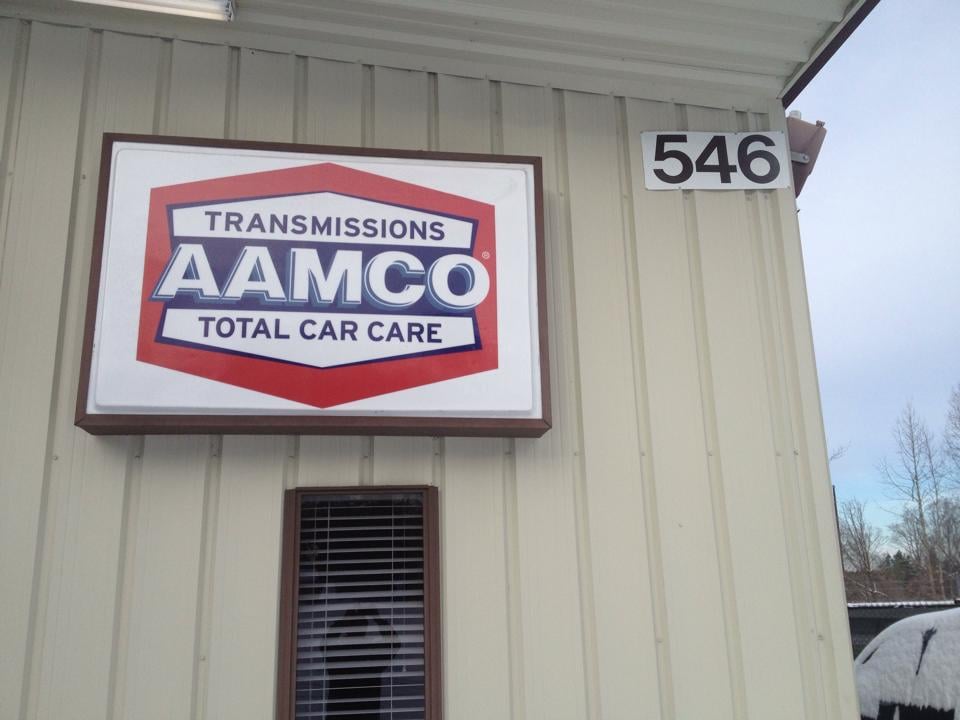 TRANSMISSIONS
AAMCO®
TOTAL CAR CARE
546